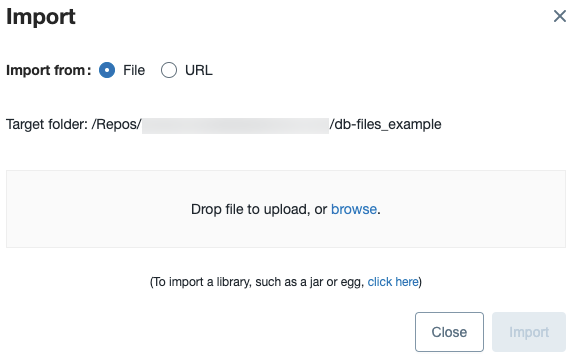 Import
Import from: File URL
Target folder: /Repos/ /db-files_example
Drop file to upload, or browse.
(To import a library, such as a jar or egg, click here)
Close Import